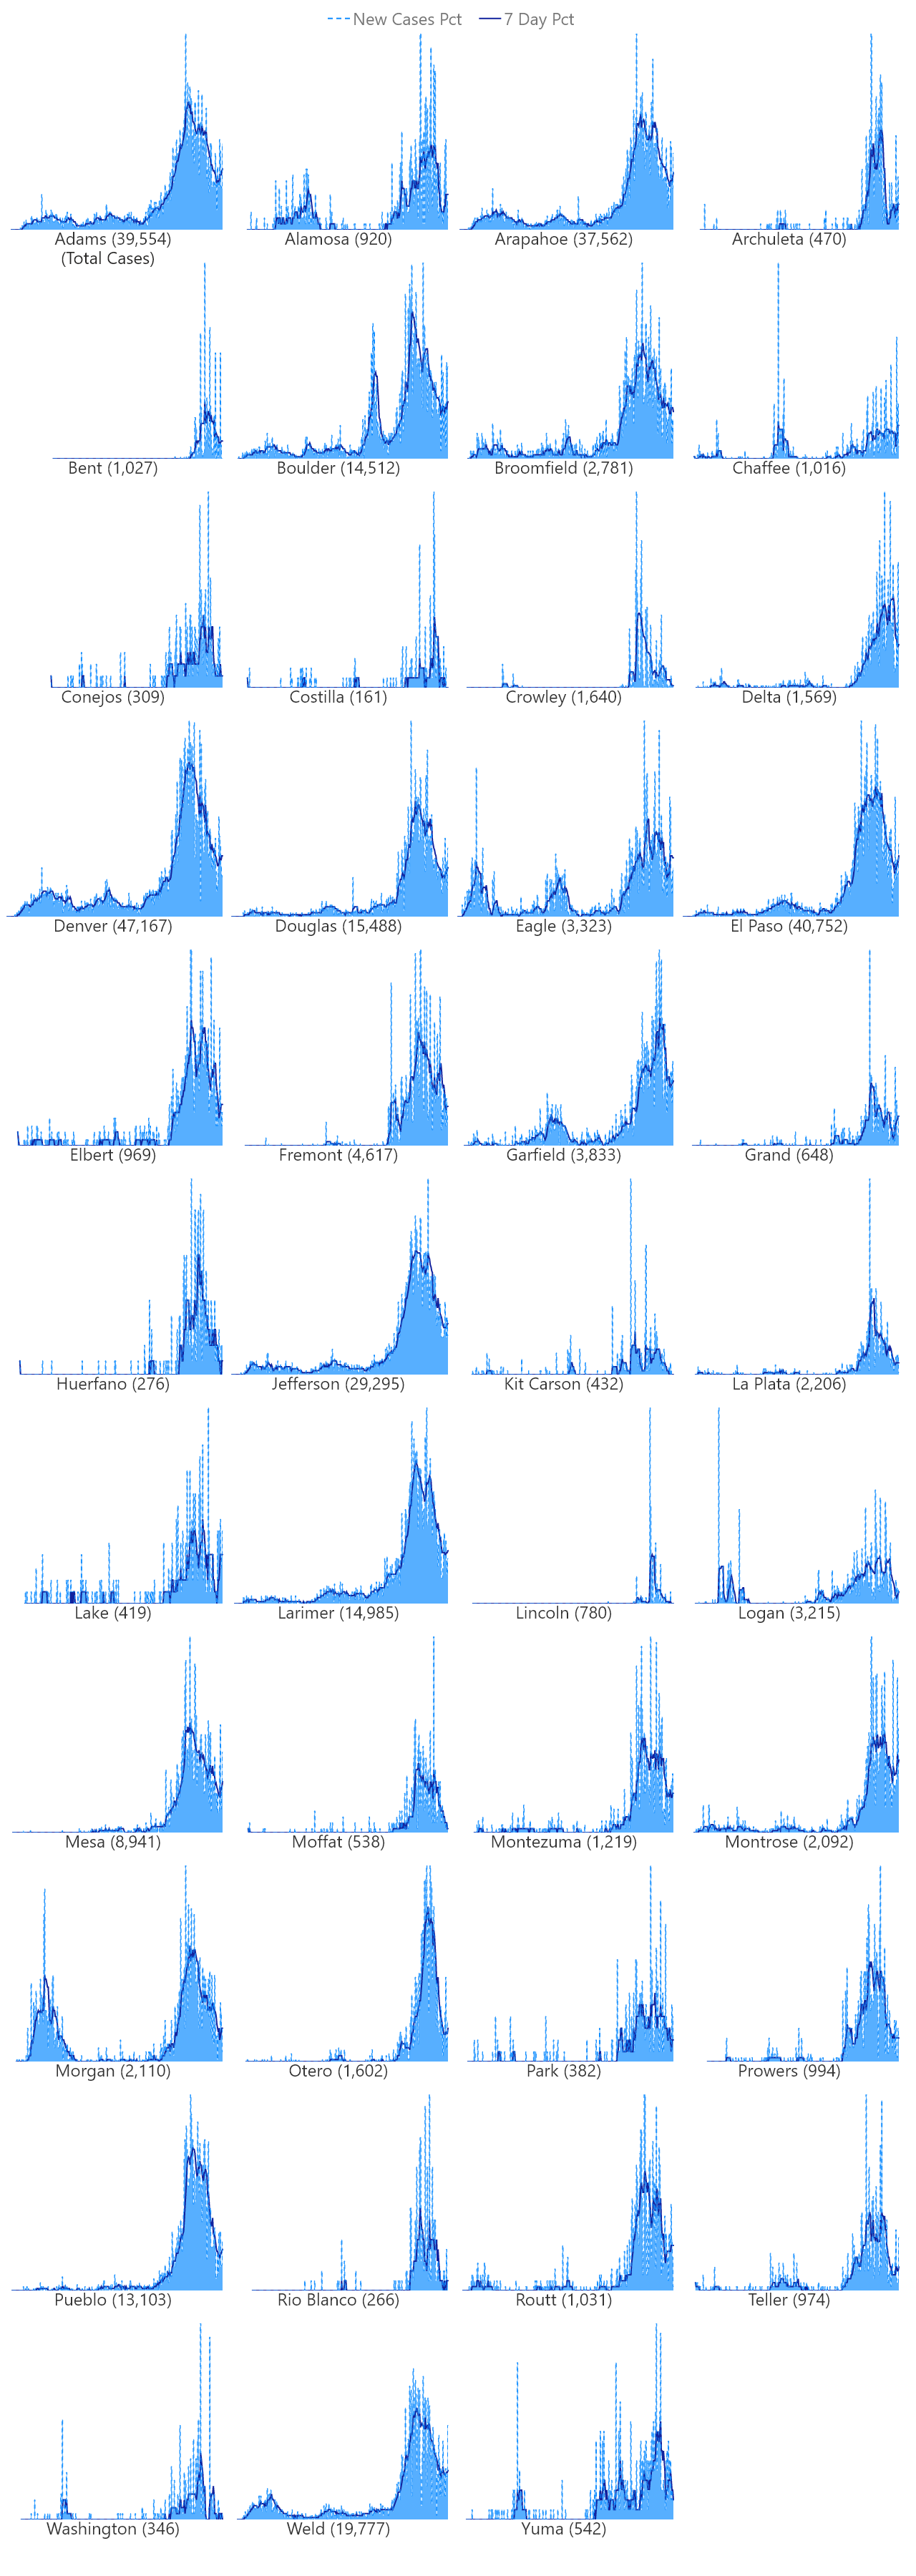 New Cases Pct 7 Day Pct
Adams (39,554) Alamosa (920) Arapahoe (37,562) Archuleta (470)
(Total Cases)
Bent (1,027) Boulder (14,512) Broomfield (2,781) Chaffee (1,016)
Conejos (309) Costilla (161) Crowley (1,640) Delta (1,569)
Denver (47,167) Douglas (15,488) Eagle (3,323) El Paso (40,752)
Elbert (969) Fremont (4,617) Garfield (3,833) Grand (648)
Huerfano (276) Jefferson (29,295) Kit Carson (432) La Plata (2,206)
Lake (419) Larimer (14,985) Lincoln (780) Logan (3,215)
Mesa (8,941) Moffat (538) Montezuma (1,219) Montrose (2,092)
Morgan (2,110) Otero (1,602) Park (382) Prowers (994)
Pueblo (13,103) Rio Blanco (266) Routt (1,031) Teller (974)
Washington (346) Weld (19,777) Yuma (542)